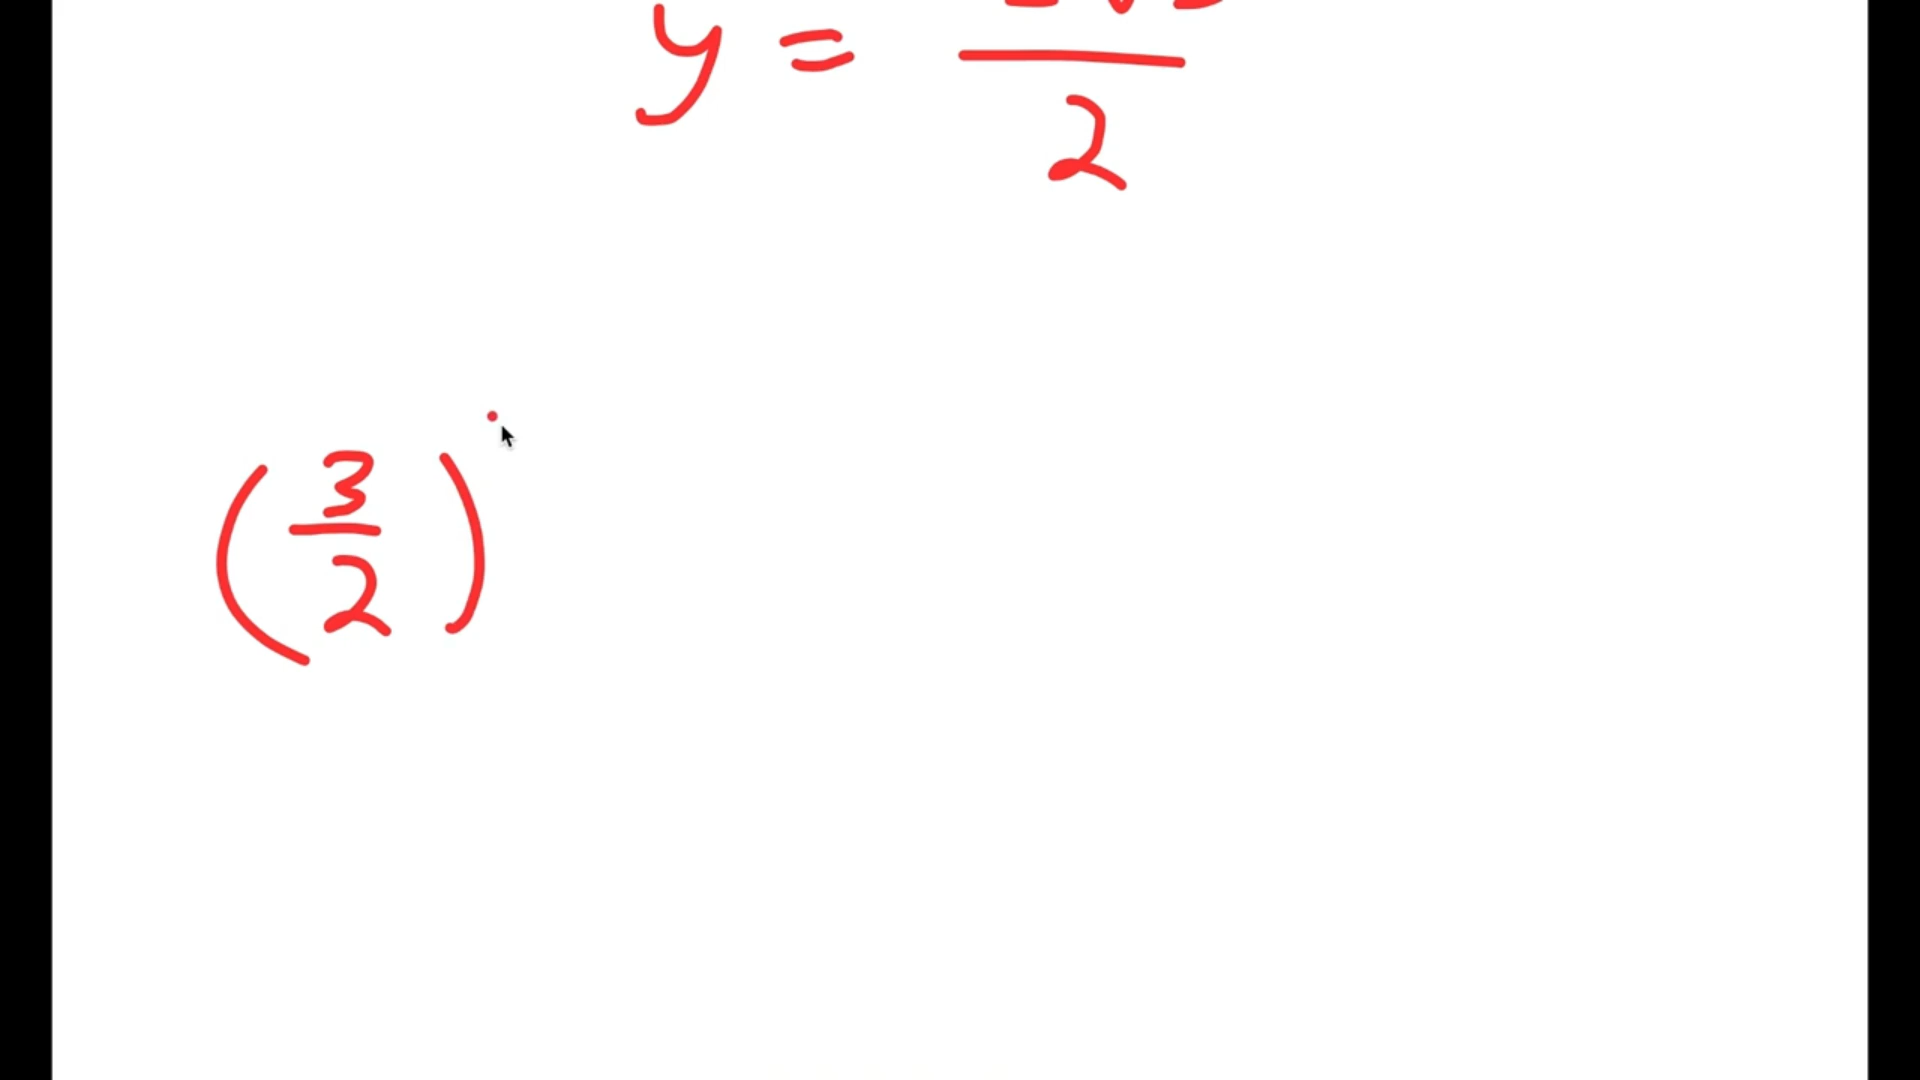 y = — 2
( 3/2 )